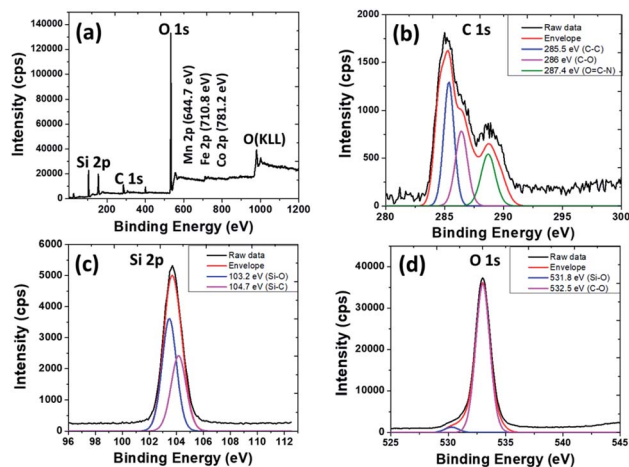 (a)
O 1s
Mn 2p (644.7 eV)
Fe 2p (710.8 eV)
Co 2p (781.2 eV)
O(KLL)
Si 2p
C 1s
Intensity (cps)
140000
120000
100000
80000
60000
40000
20000
0
0 200 400 600 800 1000 1200
Binding Energy (eV)
(b)
C 1s
Raw data
Envelope
285.5 eV (C-C)
286 eV (C-O)
287.4 eV (O=C-N)
Intensity (cps)
2000
1750
1500
1250
1000
750
500
250
0
280 285 290 295 300
Binding Energy (eV)
(c)
Si 2p
Raw data
Envelope
103.2 eV (Si-O)
104.7 eV (Si-C)
Intensity (cps)
6000
5000
4000
3000
2000
1000
0
96 98 100 102 104 106 108 110 112
Binding Energy (eV)
(d)
O 1s
Raw data
Envelope
531.8 eV (Si-O)
532.5 eV (C-O)
Intensity (cps)
40000
30000
20000
10000
0
525 530 535 540 545
Binding Energy (eV)